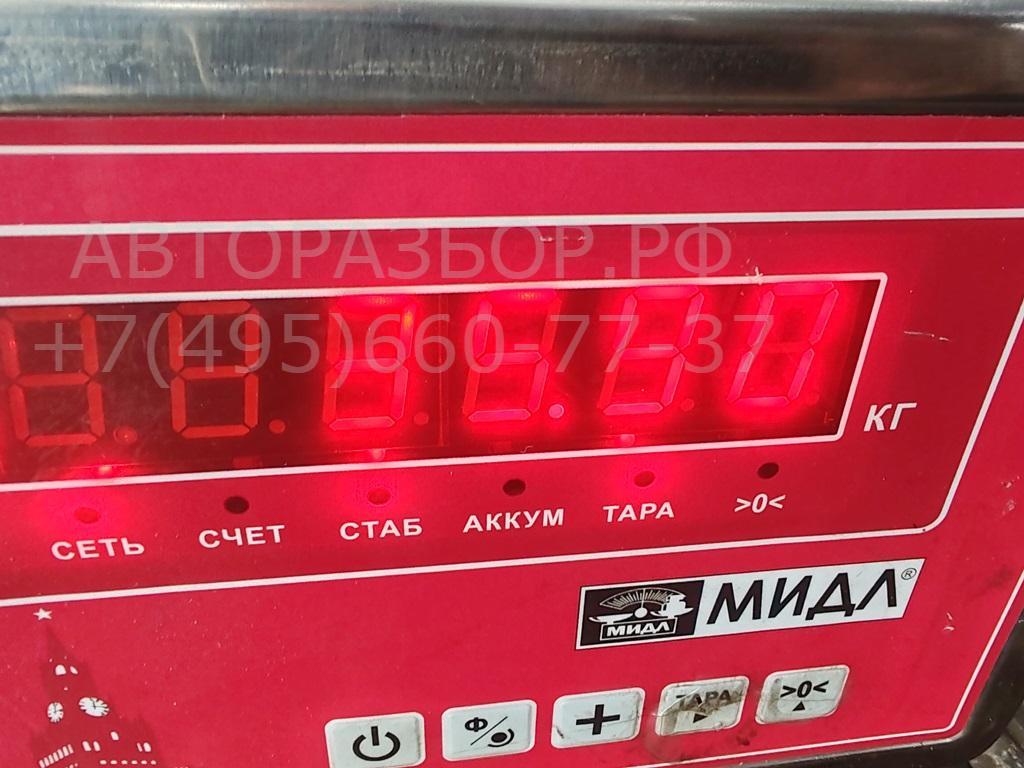 АВТОРАЗБОР.РФ
+7(495)660-77-37
КГ
СЕТЬ СЧЕТ СТАБ АККУМ ТАРА >0<
МИДЛ МИДЛ®
Ф ТАРА >0<